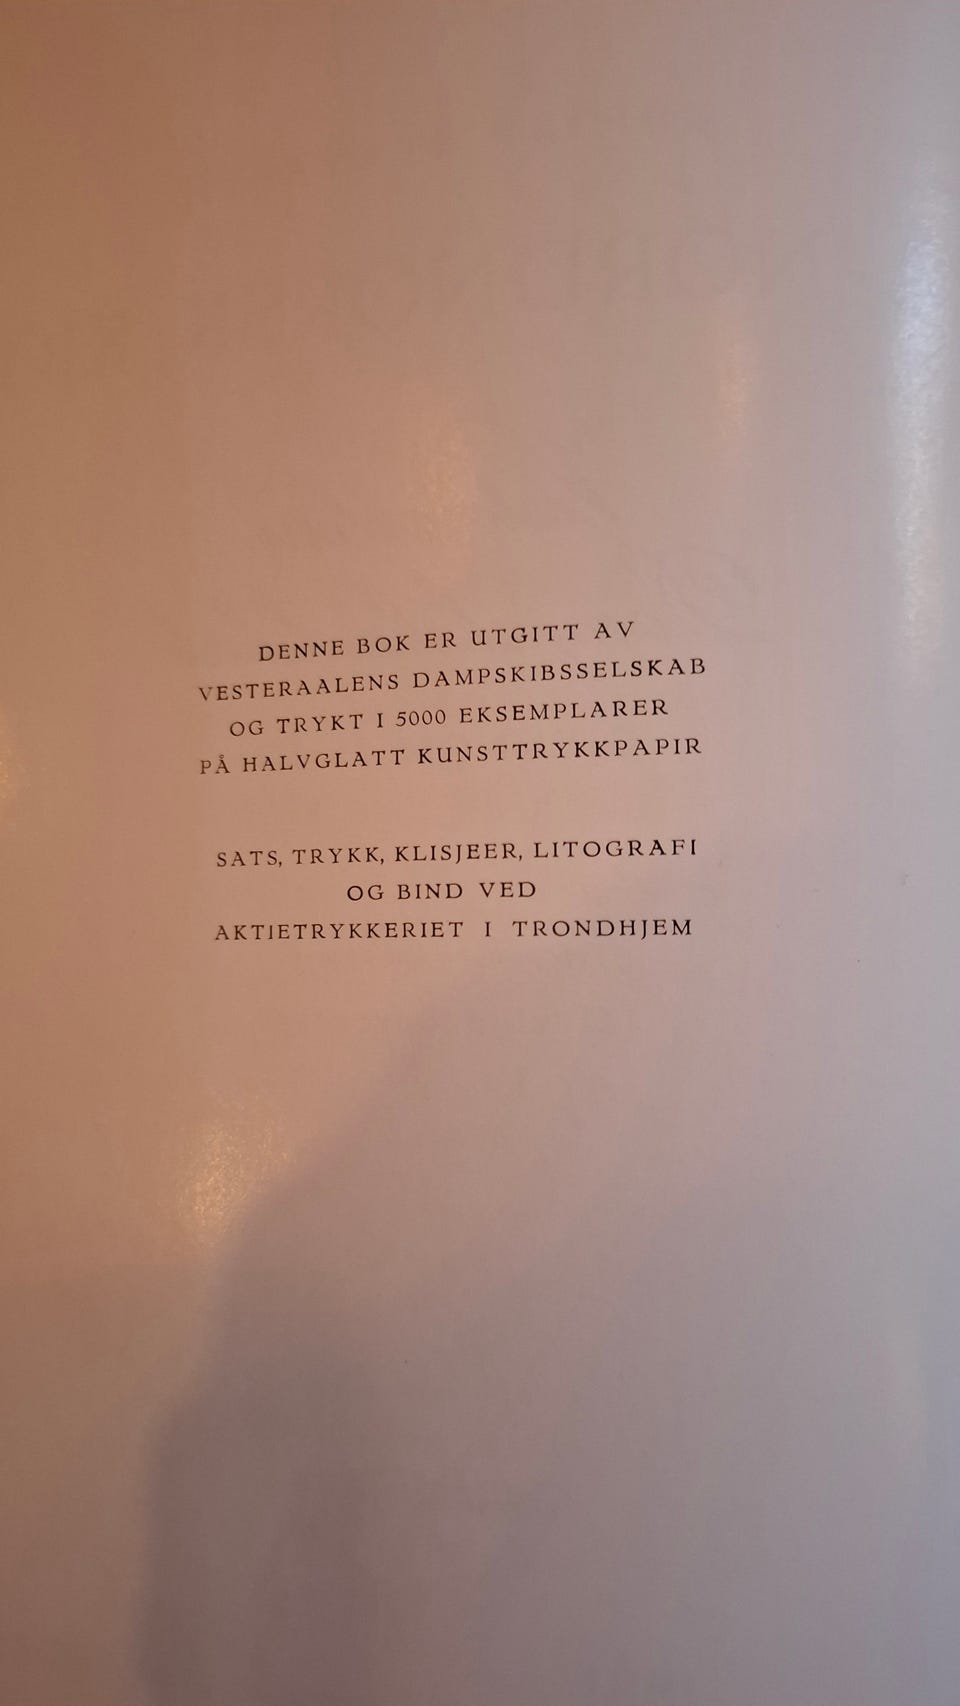 DENNE BOK ER UTGITT AV
VESTERAALENS DAMPSKIBSSELSKAB
OG TRYKT I 5000 EKSEMPLARER
PÅ HALVGLATT KUNSTTRYKKPAPIR
SATS, TRYKK, KLISJEER, LITOGRAFI
OG BIND VED
AKTIETRYKKERIET I TRONDHJEM